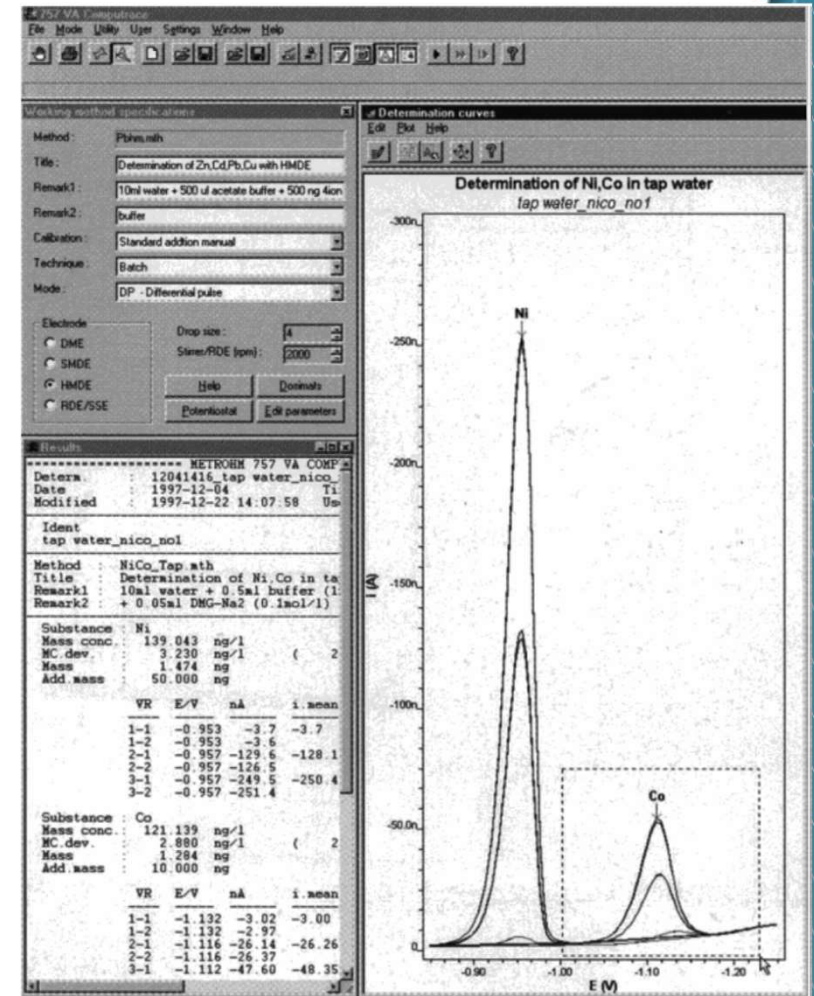 757 VA Computrace
File Mode Utility User Settings Window Help
Working method specifications
Method : Pbhm.mth
Title : Determination of Zn,Cd,Pb,Cu with HMDE
Remark1 : 10ml water + 500 ul acetate buffer + 500 ng 4ion
Remark2 : buffer
Calibration : Standard addtion manual
Technique : Batch
Mode : DP - Differential pulse
Electrode
DME
SMDE
HMDE
RDE/SSE
Drop size : 4
Stirrer/RDE (rpm) : 2000
Help Dosimats
Potentiostat Edit parameters
Results
METROHM 757 VA COMP
Determ. : 12041416_tap water_nico_
Date : 1997-12-04 Ti
Modified : 1997-12-22 14:07:58 Us
Ident
tap water_nico_no1
Method : NiCo_Tap.mth
Title : Determination of Ni,Co in ta
Remark1 : 10ml water + 0.5ml buffer (1
Remark2 : + 0.05ml DMG-Na2 (0.1mol/l)
Substance : Ni
Mass conc. : 139.043 ng/l
MC.dev. : 3.230 ng/l ( 2
Mass : 1.474 ng
Add.mass : 50.000 ng
VR E/V nA i.mean
1-1 -0.953 -3.7 -3.7
1-2 -0.953 -3.6
2-1 -0.957 -129.6 -128.1
2-2 -0.957 -126.5
3-1 -0.957 -249.5 -250.4
3-2 -0.957 -251.4
Substance : Co
Mass conc. : 121.139 ng/l
MC.dev. : 2.880 ng/l ( 2
Mass : 1.284 ng
Add.mass : 10.000 ng
VR E/V nA i.mean
1-1 -1.132 -3.02 -3.00
1-2 -1.132 -2.97
2-1 -1.116 -26.14 -26.26
2-2 -1.116 -26.37
3-1 -1.112 -47.60 -48.35
Determination curves
Edit Plot Help
Determination of Ni,Co in tap water
tap water_nico_no1
-300n
-250n
-200n
-150n
-100n
-50.0n
0
I (A)
Ni
Co
-0.90 -1.00 -1.10 -1.20
E (V)